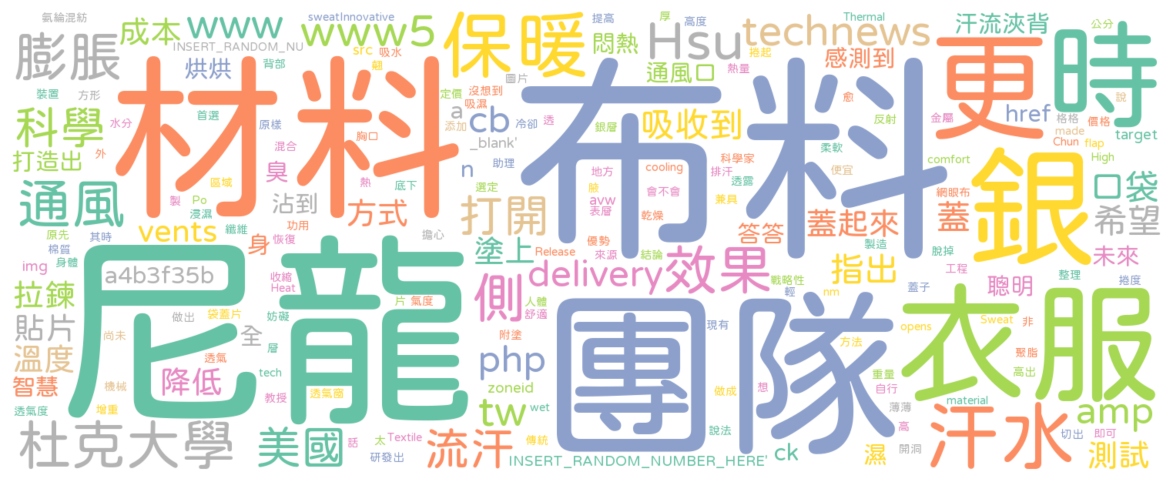 氨綸混紡
成本
www
sweatInnovative
www5
保暖
提高
厚
高度
悶熱
Hsu
technews
Thermal
汗流浹背
公分
時
膨脹
INSERT_RANDOM_NU
烘烘
背部
src
吸水
翹
捲起
通風口
熱量
感測到
更
裝置
方形
水分
首選
原樣
材料
圖片
沒想到
吸濕
定價
添加
a
cb
_blank'
冷卻
透
銀層
布料
吸收到
反射
愈
柔軟
金屬
href
格格
made
Chun
價格
flap
說
target
科學
打造出
外
混合
胸口
n
助理
地方
cooling
科學家
排汗
透露
便宜
comfort
High
銀
口袋
通風
區域
製
Po
浸濕
纖維
臭
沾到
熱
底下
方式
打開
選定
臉
avw
表層
會不會
乾燥
兼具
答答
蓋起來
網眼布
蓋
希望
原先
棉質
其時
vents
身
功用
恢復
擔心
塗上
Release
優勢
來源
結論
製造
脫掉
工程
未來
img
身體
尼龍
a4b3f35b
收縮
Heat
側
delivery
效果
戰略性
指出
蓋子
整理
聰明
捲度
拉鍊
片
氣度
人體
舒適
輕
nm
貼片
做出
袋蓋片
妨礙
附塗
團隊
現有
opens
Sweat
非
衣服
溫度
尚未
全
層
透氣
php
方法
聚脂
高出
智慧
機械
降低
tech
教授
透氣窩
zoneid
做成
想
重量
自行
material
透氣度
增重
tw
wet
薄薄
amp
杜克大學
美國
話
太
Textile
研發出
流汗
傳統
說法
高
開洞
汗水
切出
即可
INSERT_RANDOM_NUMBER_HERE'
ck
濕
測試